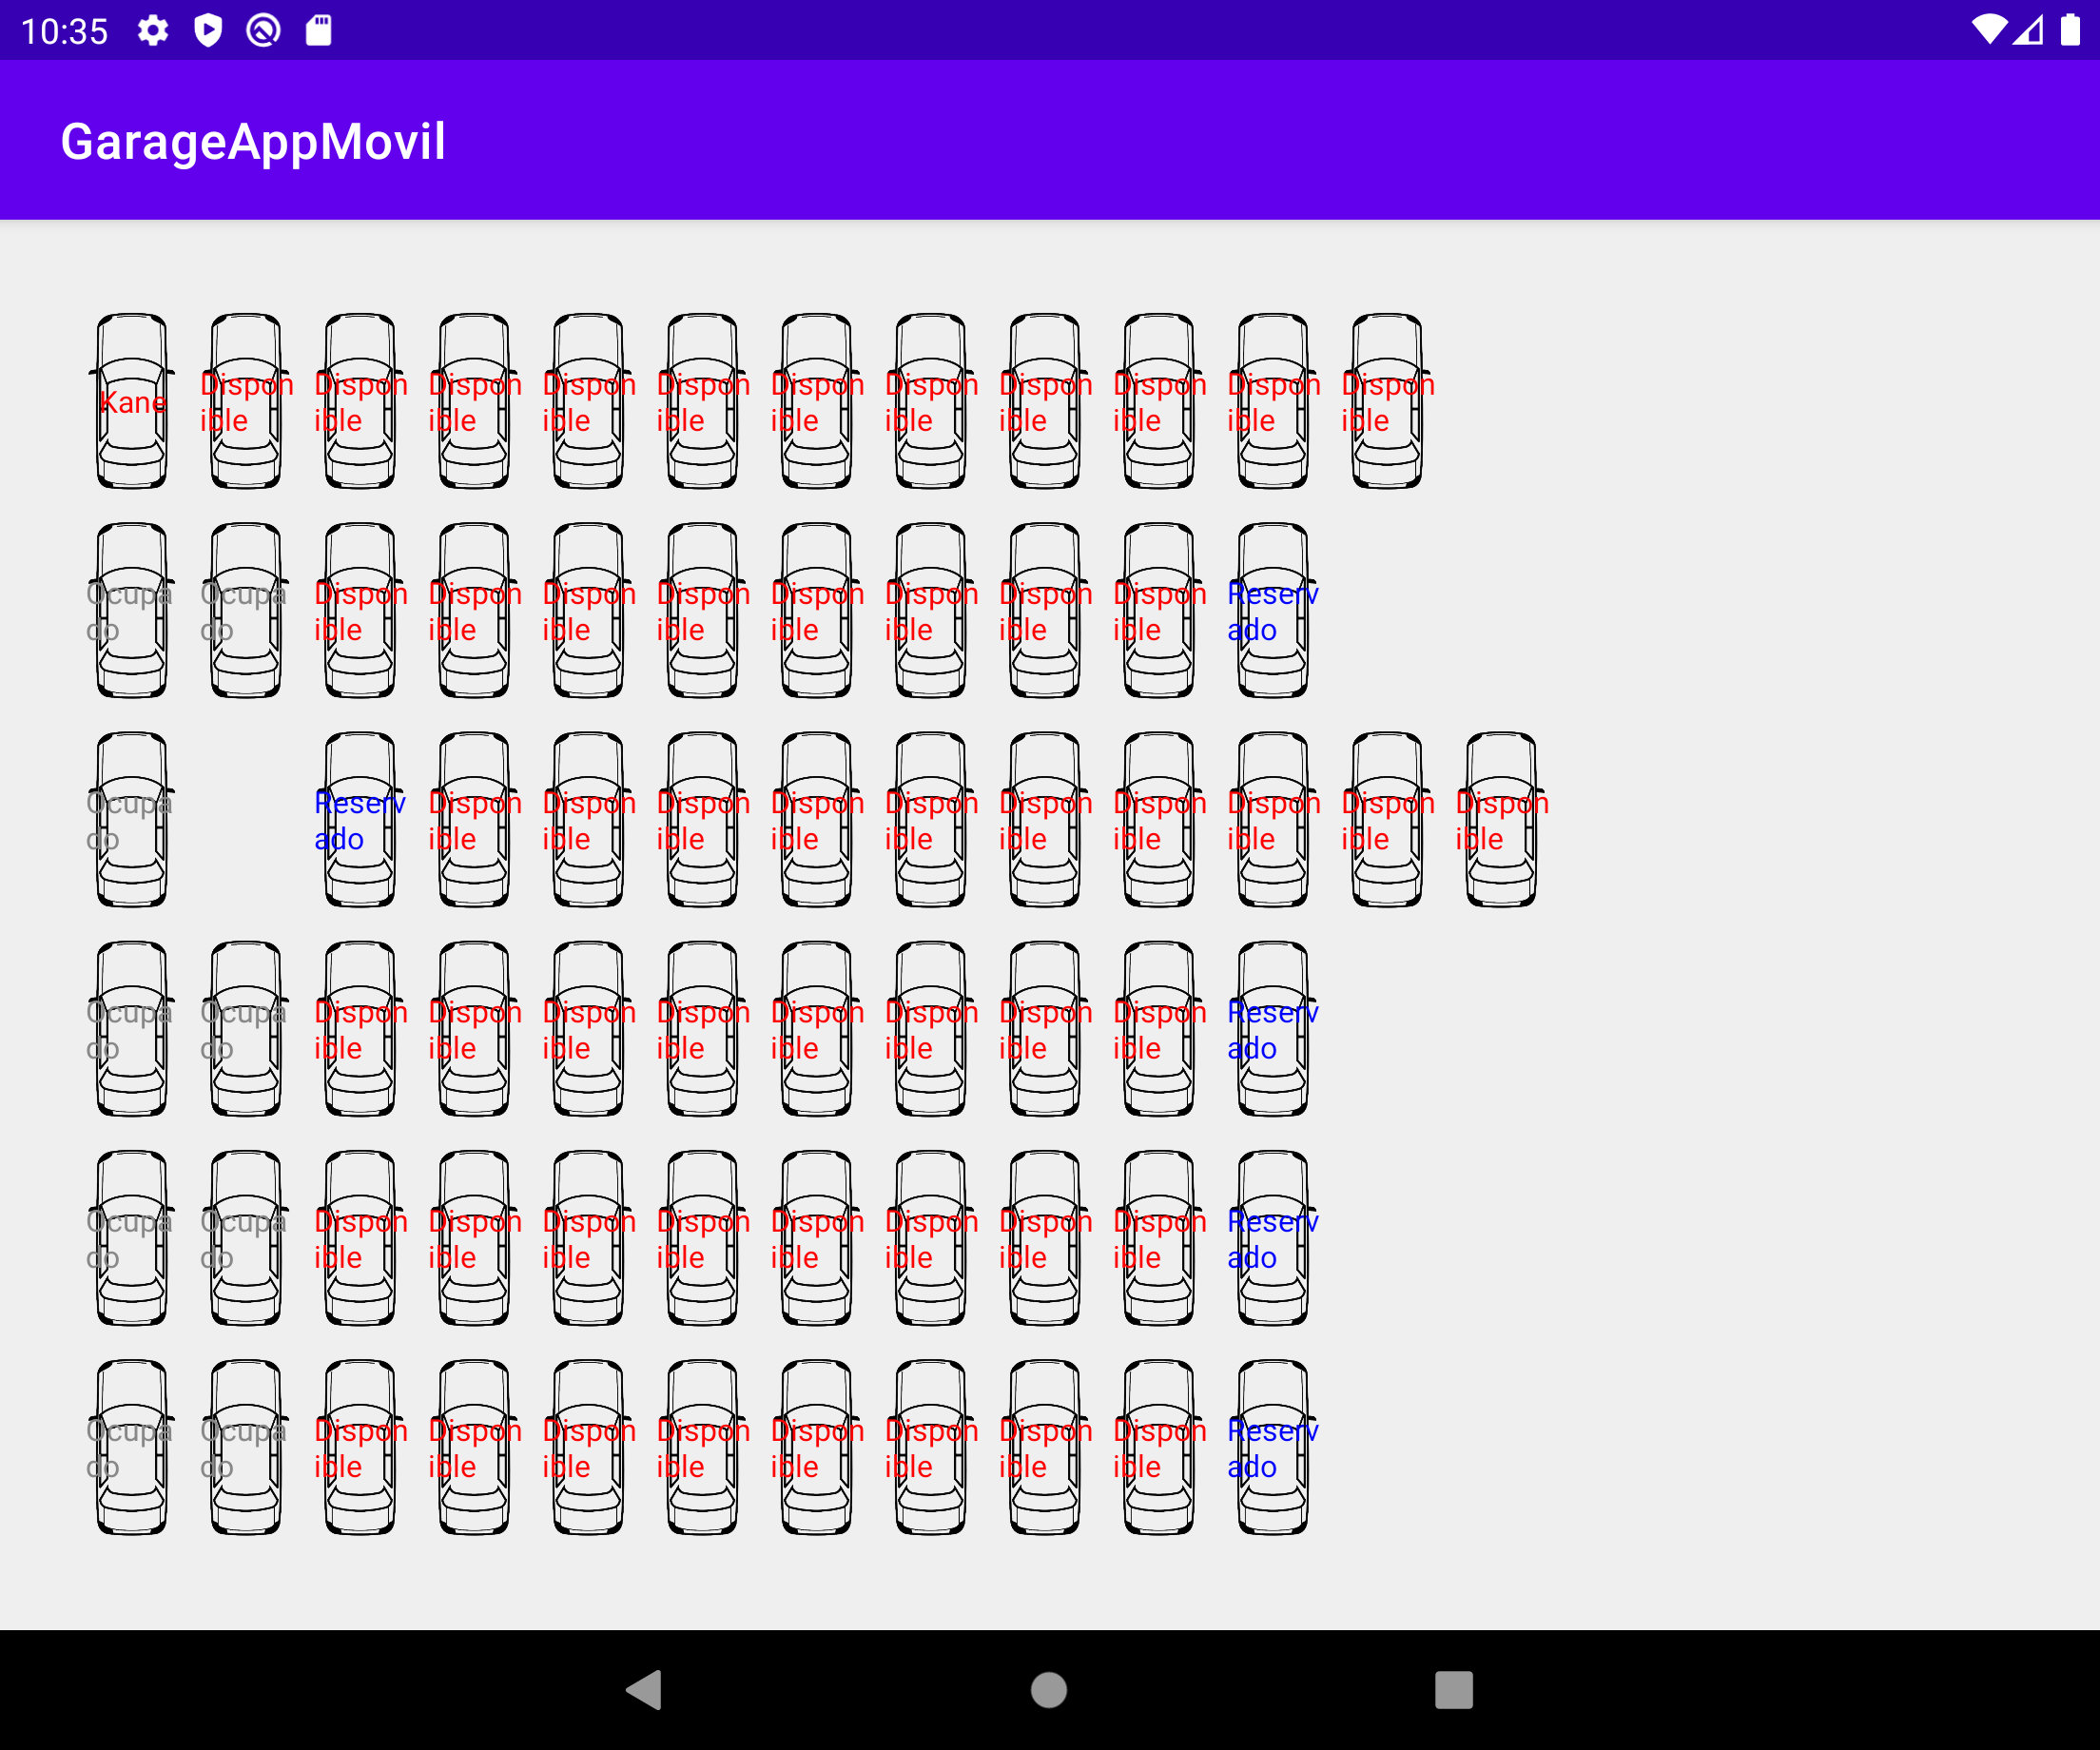 10:35
GarageAppMovil
Kane Dispon Dispon Dispon Dispon Dispon Dispon Dispon Dispon Dispon Dispon Dispon
ible ible ible ible ible ible ible ible ible ible ible
Ocupa Ocupa Dispon Dispon Dispon Dispon Dispon Dispon Dispon Dispon Reserv
do do ible ible ible ible ible ible ible ible ado
Ocupa Reserv Dispon Dispon Dispon Dispon Dispon Dispon Dispon Dispon Dispon Dispon
do ado ible ible ible ible ible ible ible ible ible ible
Ocupa Ocupa Dispon Dispon Dispon Dispon Dispon Dispon Dispon Dispon Reserv
do do ible ible ible ible ible ible ible ible ado
Ocupa Ocupa Dispon Dispon Dispon Dispon Dispon Dispon Dispon Dispon Reserv
do do ible ible ible ible ible ible ible ible ado
Ocupa Ocupa Dispon Dispon Dispon Dispon Dispon Dispon Dispon Dispon Reserv
do do ible ible ible ible ible ible ible ible ado